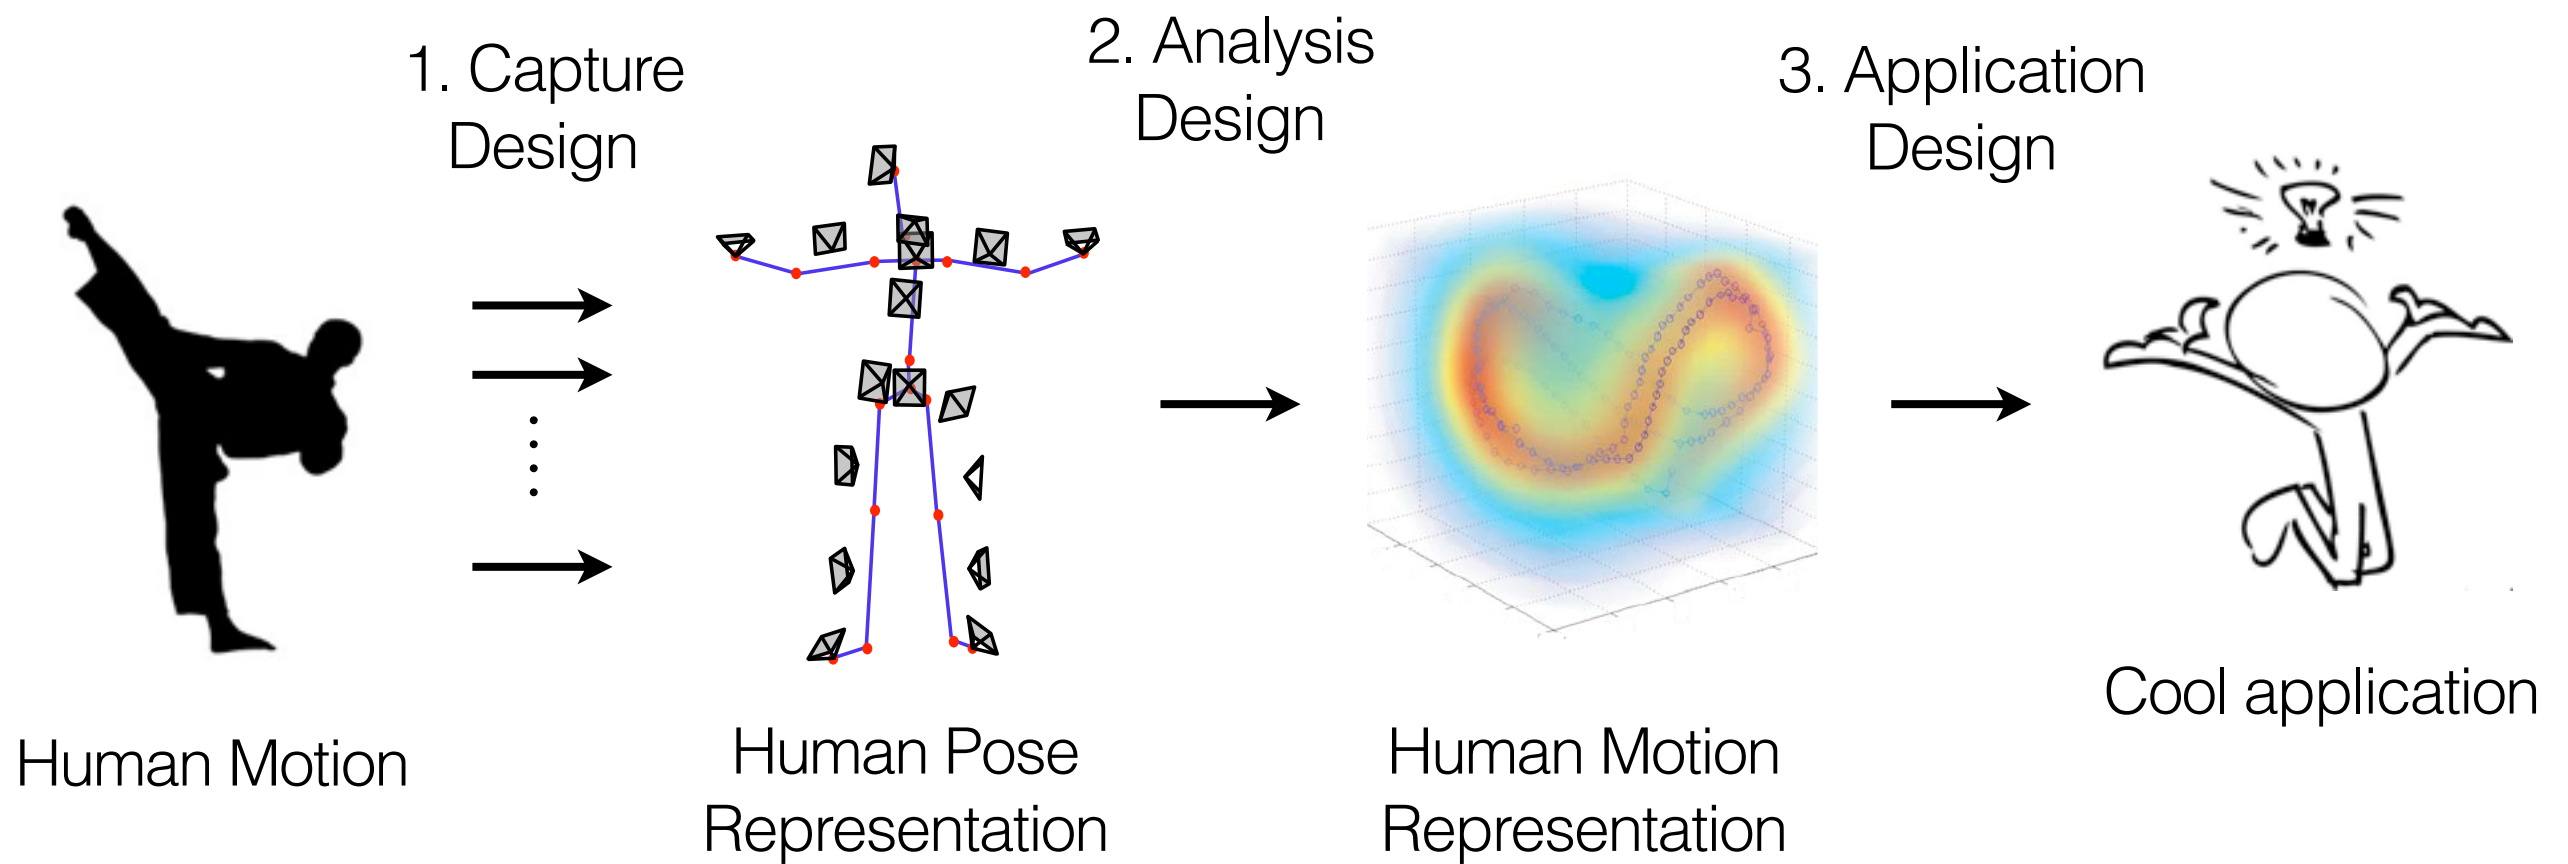 1. Capture
Design
2. Analysis
Design
3. Application
Design
Human Motion
Human Pose
Representation
Human Motion
Representation
Cool application